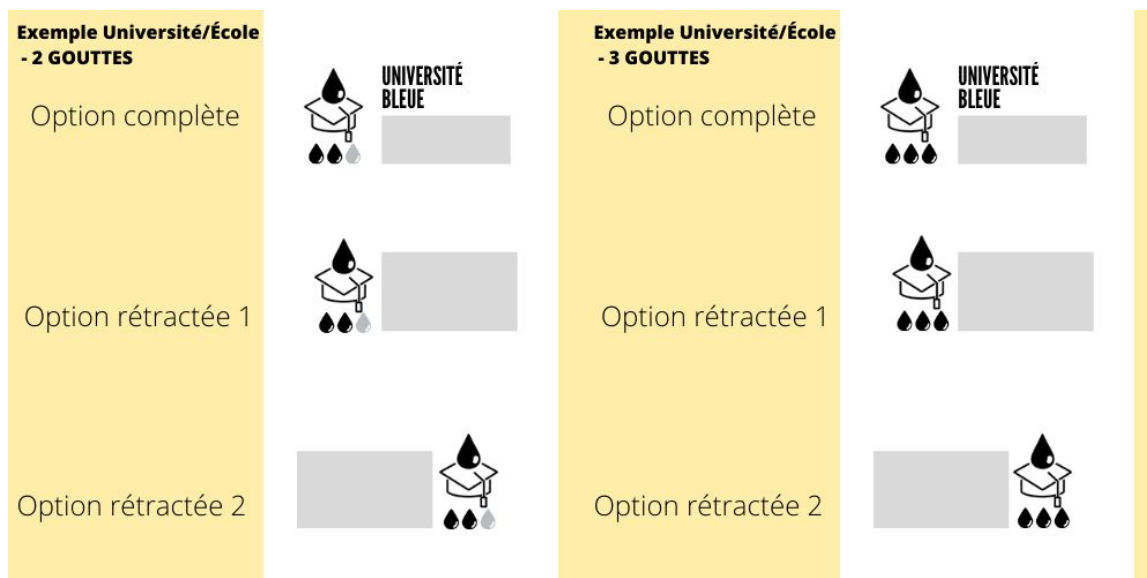 Exemple Université/École
- 2 GOUTTES
Option complète
UNIVERSITÉ
BLEUE
Option rétractée 1
Option rétractée 2
Exemple Université/École
- 3 GOUTTES
Option complète
UNIVERSITÉ
BLEUE
Option rétractée 1
Option rétractée 2